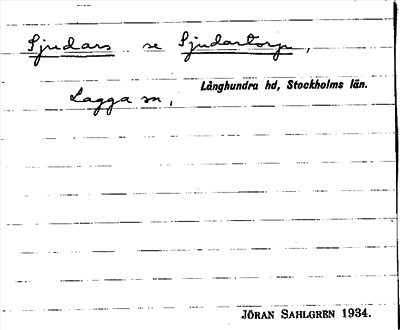 Sjudars se Sjudartorp,
Långhundra hd, Stockholms län.
Lagga sn,
JÖRAN SAHLGREN 1934.